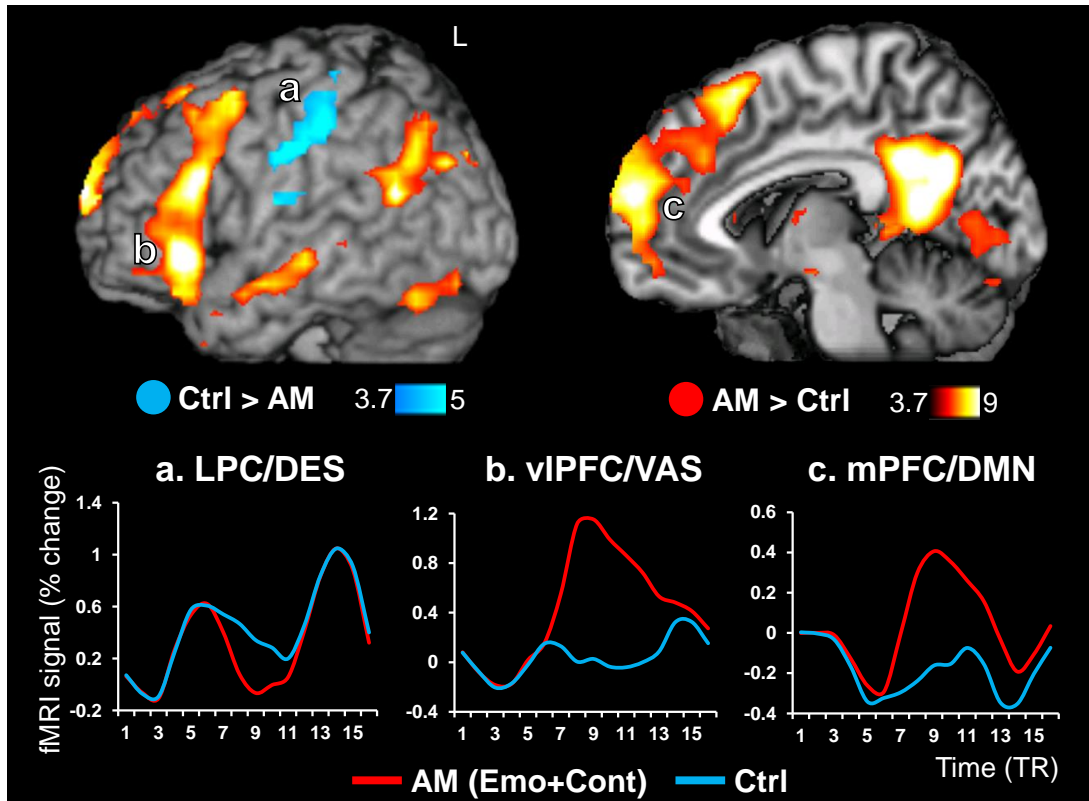 L
a
b
c
Ctrl > AM 3.7 5
AM > Ctrl 3.7 9
a. LPC/DES
b. vlPFC/VAS
c. mPFC/DMN
fMRI signal (% change)
1.4
1
0.6
0.2
-0.2
1 3 5 7 9 11 13 15
1.2
0.8
0.4
0
-0.4
1 3 5 7 9 11 13 15
0.6
0.4
0.2
0
-0.2
-0.4
1 3 5 7 9 11 13 15
AM (Emo+Cont) Ctrl
Time (TR)